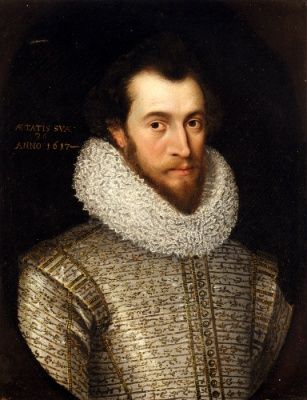 ÆTATIS SVÆ
ANNO 1617